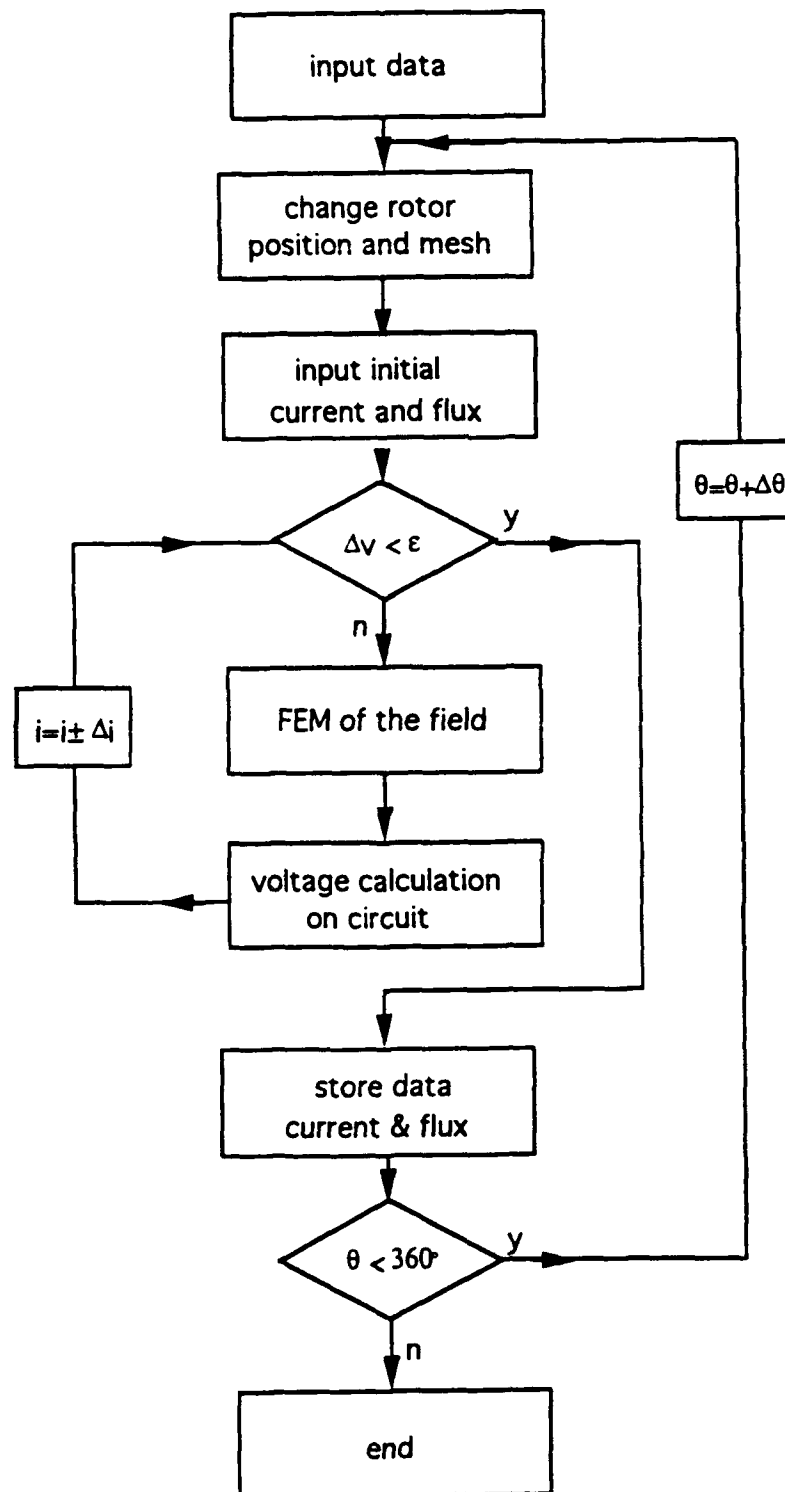 input data
change rotor
position and mesh
input initial
current and flux
θ=θ+Δθ
Δv < ε
y
n
i=i± Δi
FEM of the field
voltage calculation
on circuit
store data
current & flux
θ < 360°
y
n
end